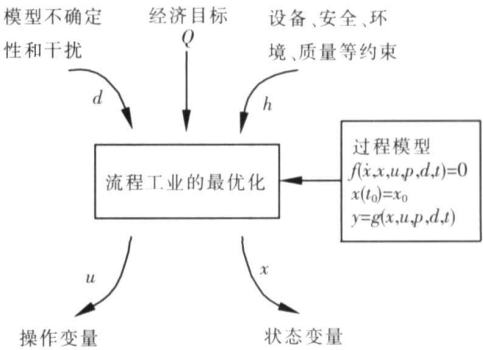 模型不确定
性和干扰
经济目标
Q
设备、安全、环
境、质量等约束
d
h
流程工业的最优化
过程模型
f(ẋ,x,u,p,d,t)=0
x(t₀)=x₀
y=g(x,u,p,d,t)
u
x
操作变量
状态变量